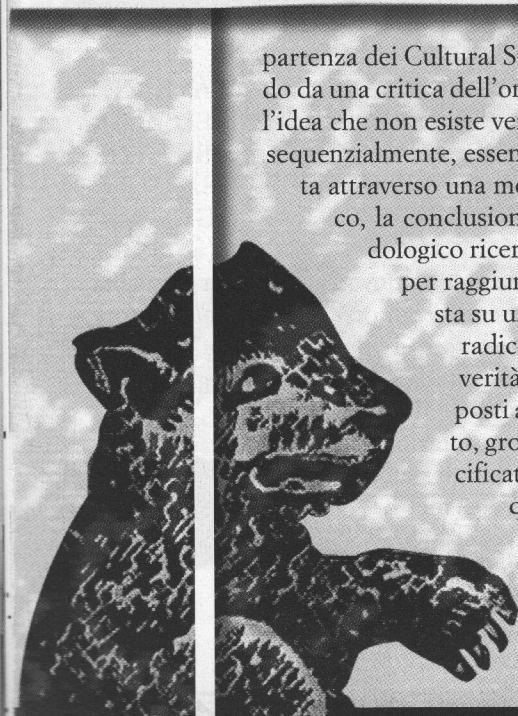 partenza dei Cultural S
do da una critica dell'or
l'idea che non esiste ve
sequenzialmente, essen
ta attraverso una m
co, la conclusion
dologico ricer
per raggiu
sta su u
radic
verità
posti a
to, gro
cificat